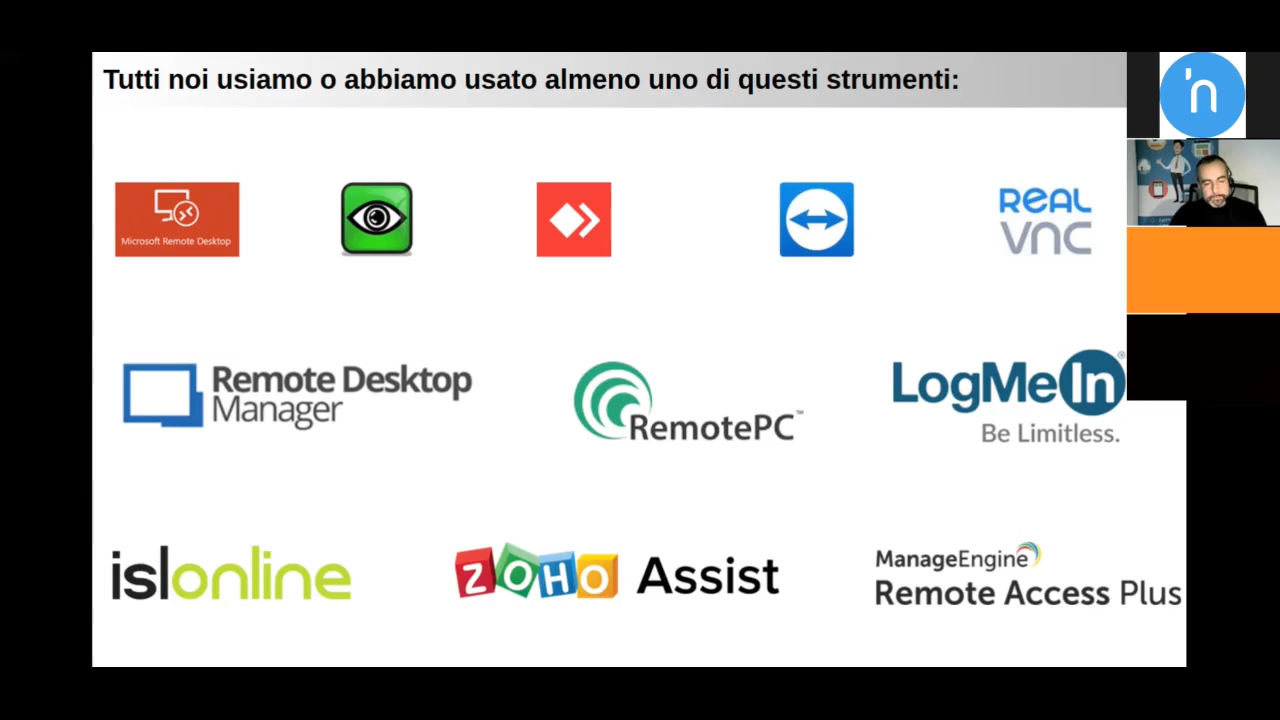 Tutti noi usiamo o abbiamo usato almeno uno di questi strumenti:
Microsoft Remote Desktop
REAL
VNC
Remote Desktop
Manager
RemotePC™
LogMeIn®
Be Limitless.
islonline
ZOHO Assist
ManageEngine
Remote Access Plus
'n